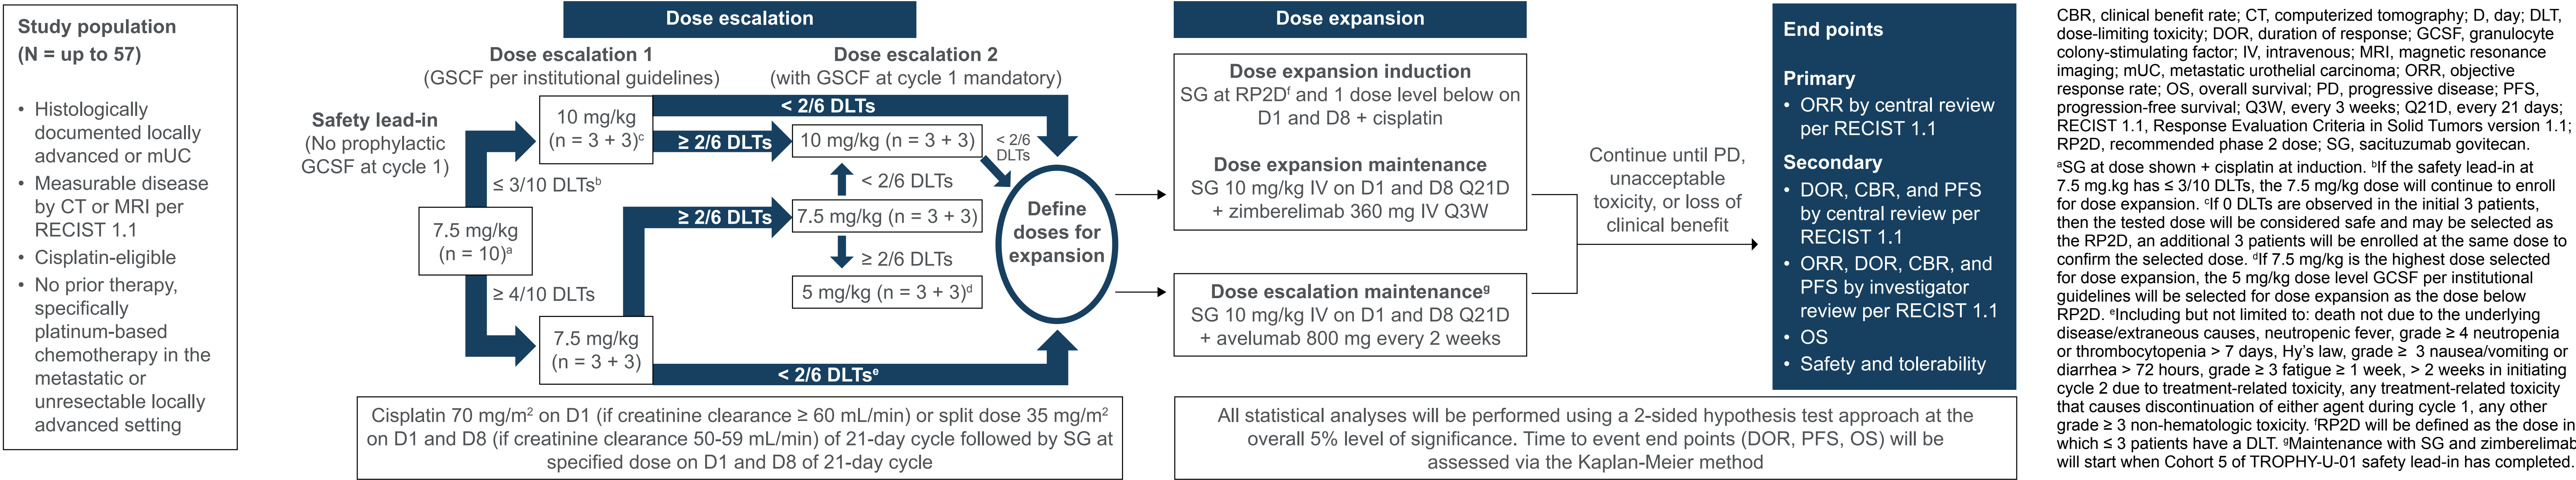 Study population
(N = up to 57)
• Histologically
documented locally
advanced or mUC
• Measurable disease
by CT or MRI per
RECIST 1.1
• Cisplatin-eligible
• No prior therapy,
specifically
platinum-based
chemotherapy in the
metastatic or
unresectable locally
advanced setting
Dose escalation
Dose escalation 1
(GSCF per institutional guidelines)
Dose escalation 2
(with GSCF at cycle 1 mandatory)
Safety lead-in
(No prophylactic
GCSF at cycle 1)
7.5 mg/kg
(n = 10)ᵃ
≤ 3/10 DLTsᵇ
≥ 4/10 DLTs
10 mg/kg
(n = 3 + 3)ᶜ
7.5 mg/kg
(n = 3 + 3)
< 2/6 DLTs
≥ 2/6 DLTs
10 mg/kg (n = 3 + 3)
< 2/6
DLTs
< 2/6 DLTs
≥ 2/6 DLTs
7.5 mg/kg (n = 3 + 3)
≥ 2/6 DLTs
5 mg/kg (n = 3 + 3)ᵈ
< 2/6 DLTsᵉ
Define
doses for
expansion
Cisplatin 70 mg/m² on D1 (if creatinine clearance ≥ 60 mL/min) or split dose 35 mg/m²
on D1 and D8 (if creatinine clearance 50-59 mL/min) of 21-day cycle followed by SG at
specified dose on D1 and D8 of 21-day cycle
Dose expansion
Dose expansion induction
SG at RP2Dᶠ and 1 dose level below on
D1 and D8 + cisplatin
Dose expansion maintenance
SG 10 mg/kg IV on D1 and D8 Q21D
+ zimberelimab 360 mg IV Q3W
Dose escalation maintenanceᵍ
SG 10 mg/kg IV on D1 and D8 Q21D
+ avelumab 800 mg every 2 weeks
Continue until PD,
unacceptable
toxicity, or loss of
clinical benefit
All statistical analyses will be performed using a 2-sided hypothesis test approach at the
overall 5% level of significance. Time to event end points (DOR, PFS, OS) will be
assessed via the Kaplan-Meier method
End points
Primary
• ORR by central review
per RECIST 1.1
Secondary
• DOR, CBR, and PFS
by central review per
RECIST 1.1
• ORR, DOR, CBR, and
PFS by investigator
review per RECIST 1.1
• OS
• Safety and tolerability
CBR, clinical benefit rate; CT, computerized tomography; D, day; DLT,
dose-limiting toxicity; DOR, duration of response; GCSF, granulocyte
colony-stimulating factor; IV, intravenous; MRI, magnetic resonance
imaging; mUC, metastatic urothelial carcinoma; ORR, objective
response rate; OS, overall survival; PD, progressive disease; PFS,
progression-free survival; Q3W, every 3 weeks; Q21D, every 21 days;
RECIST 1.1, Response Evaluation Criteria in Solid Tumors version 1.1;
RP2D, recommended phase 2 dose; SG, sacituzumab govitecan.
ᵃSG at dose shown + cisplatin at induction. ᵇIf the safety lead-in at
7.5 mg.kg has ≤ 3/10 DLTs, the 7.5 mg/kg dose will continue to enroll
for dose expansion. ᶜIf 0 DLTs are observed in the initial 3 patients,
then the tested dose will be considered safe and may be selected as
the RP2D, an additional 3 patients will be enrolled at the same dose to
confirm the selected dose. ᵈIf 7.5 mg/kg is the highest dose selected
for dose expansion, the 5 mg/kg dose level GCSF per institutional
guidelines will be selected for dose expansion as the dose below
RP2D. ᵉIncluding but not limited to: death not due to the underlying
disease/extraneous causes, neutropenic fever, grade ≥ 4 neutropenia
or thrombocytopenia > 7 days, Hy's law, grade ≥ 3 nausea/vomiting or
diarrhea > 72 hours, grade ≥ 3 fatigue ≥ 1 week, > 2 weeks in initiating
cycle 2 due to treatment-related toxicity, any treatment-related toxicity
that causes discontinuation of either agent during cycle 1, any other
grade ≥ 3 non-hematologic toxicity. ᶠRP2D will be defined as the dose in
which ≤ 3 patients have a DLT. ᵍMaintenance with SG and zimberelimab
will start when Cohort 5 of TROPHY-U-01 safety lead-in has completed.